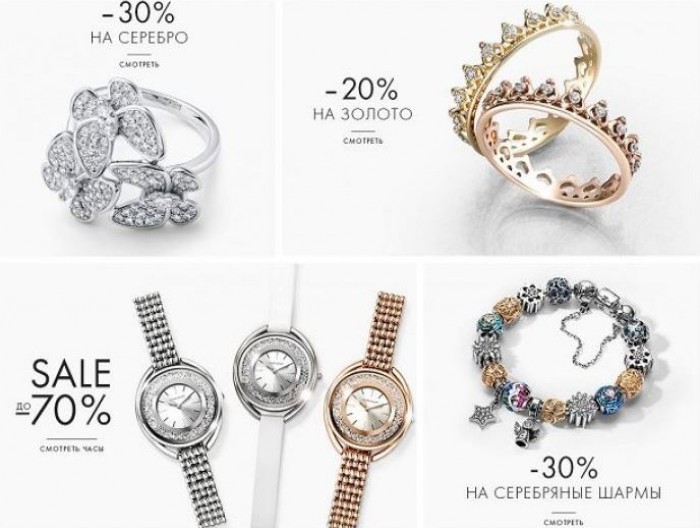 -30%
НА СЕРЕБРО
СМОТРЕТЬ
-20%
НА ЗОЛОТО
СМОТРЕТЬ
SALE
ДО
70%
СМОТРЕТЬ ЧАСЫ
-30%
НА СЕРЕБРЯНЫЕ ШАРМЫ
СМОТРЕТЬ